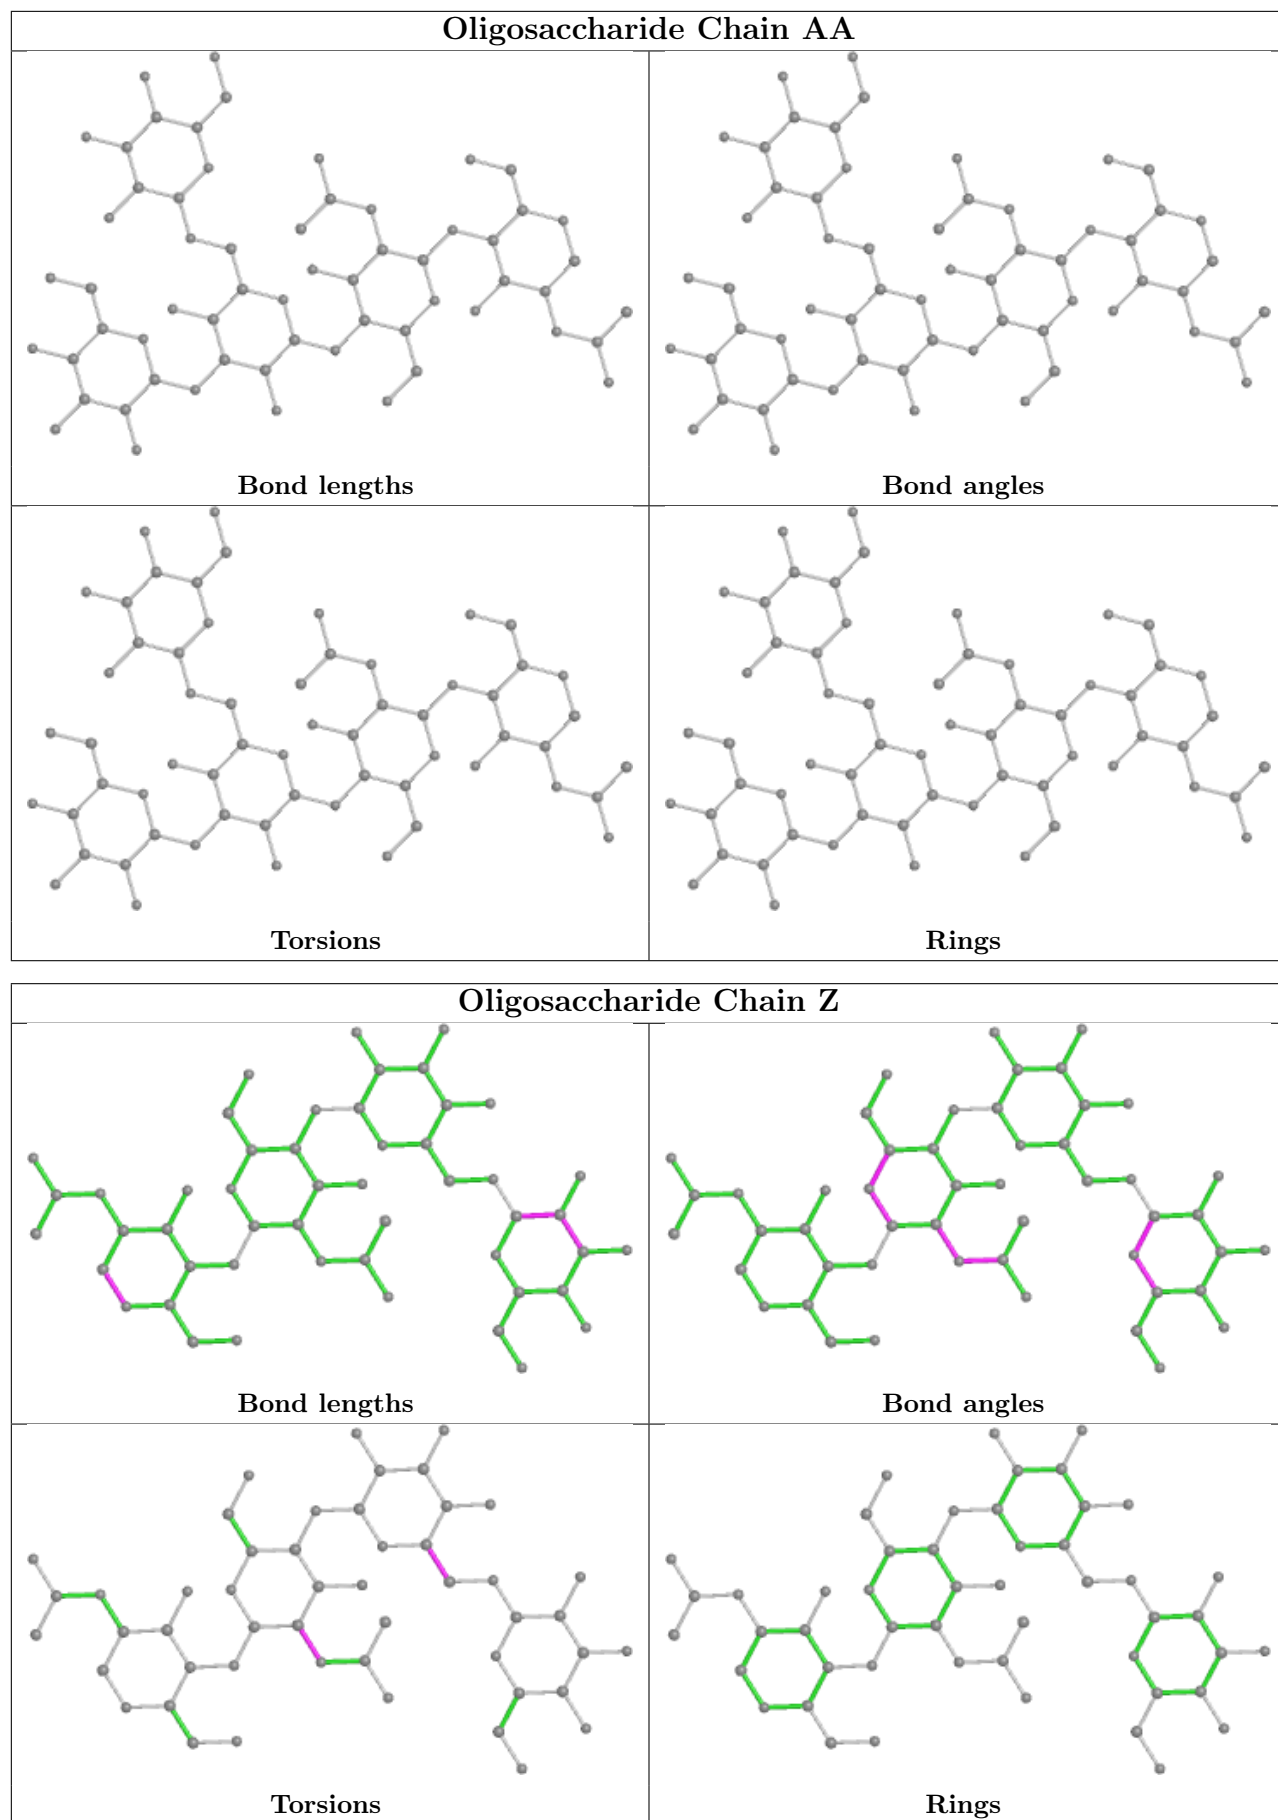 Oligosaccharide Chain AA
Bond lengths
Bond angles
Torsions
Rings
Oligosaccharide Chain Z
Bond lengths
Bond angles
Torsions
Rings